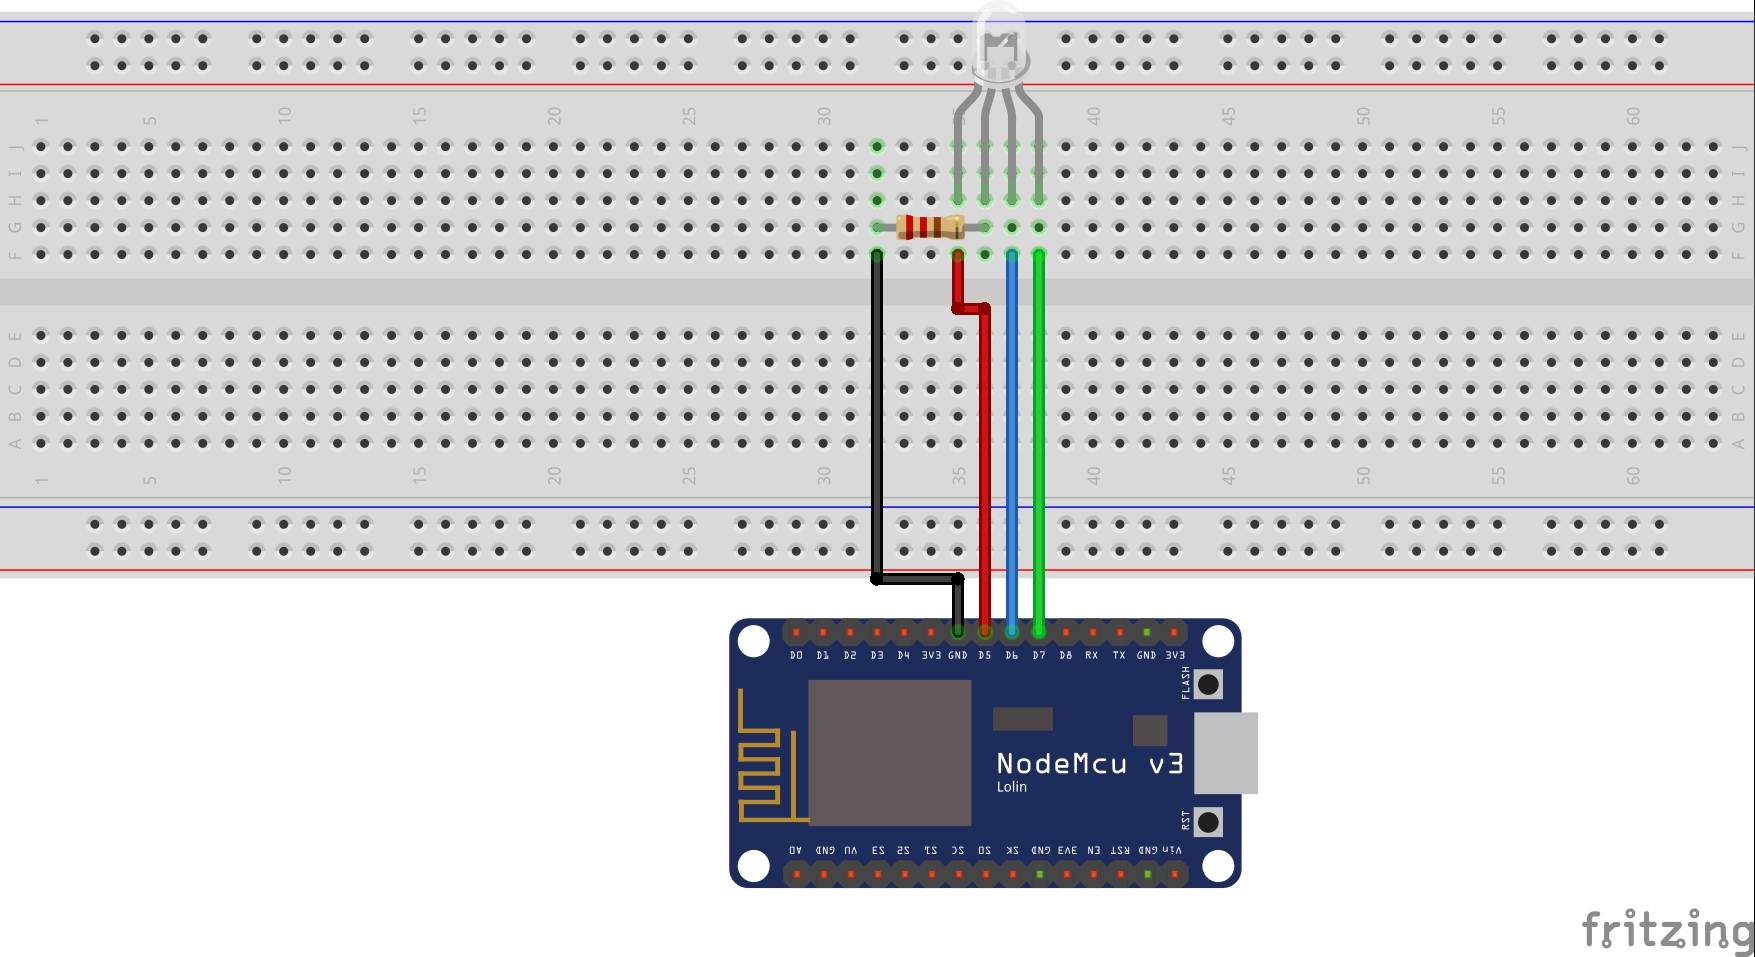 1 5 10 15 20 25 30 35 40 45 50 55 60
J J
I I
H H
G G
F F
E E
D D
C C
B B
A A
1 5 10 15 20 25 30 35 40 45 50 55 60
D0 D1 D2 D3 D4 3V3 GND D5 D6 D7 D8 RX TX GND 3V3
FLASH
NodeMcu v3
Lolin
RST
A0 GND VU S3 S2 S1 SC SO SK GND 3V3 EN RST GND Vin
fritzing